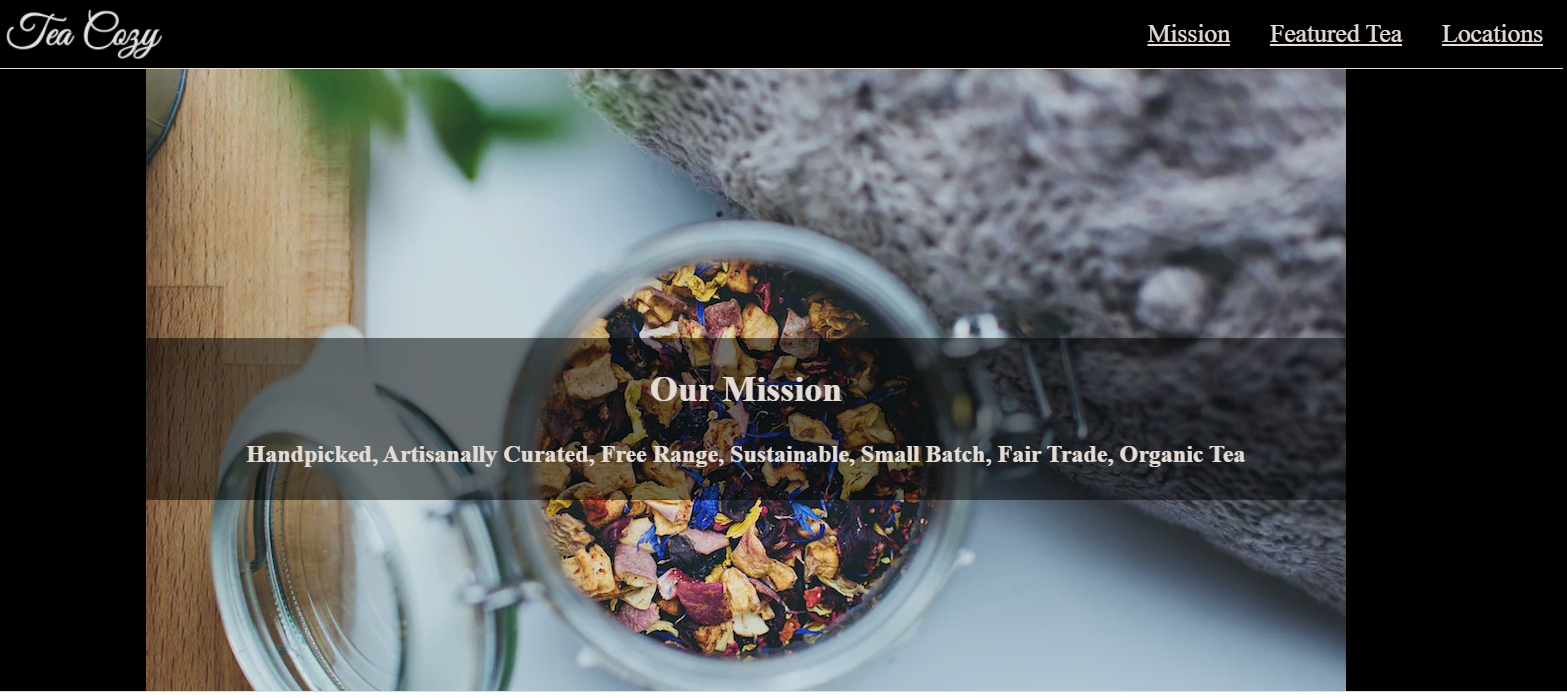 Tea Cozy
Mission
Featured Tea
Locations
Our Mission
Handpicked, Artisanally Curated, Free Range, Sustainable, Small Batch, Fair Trade, Organic Tea